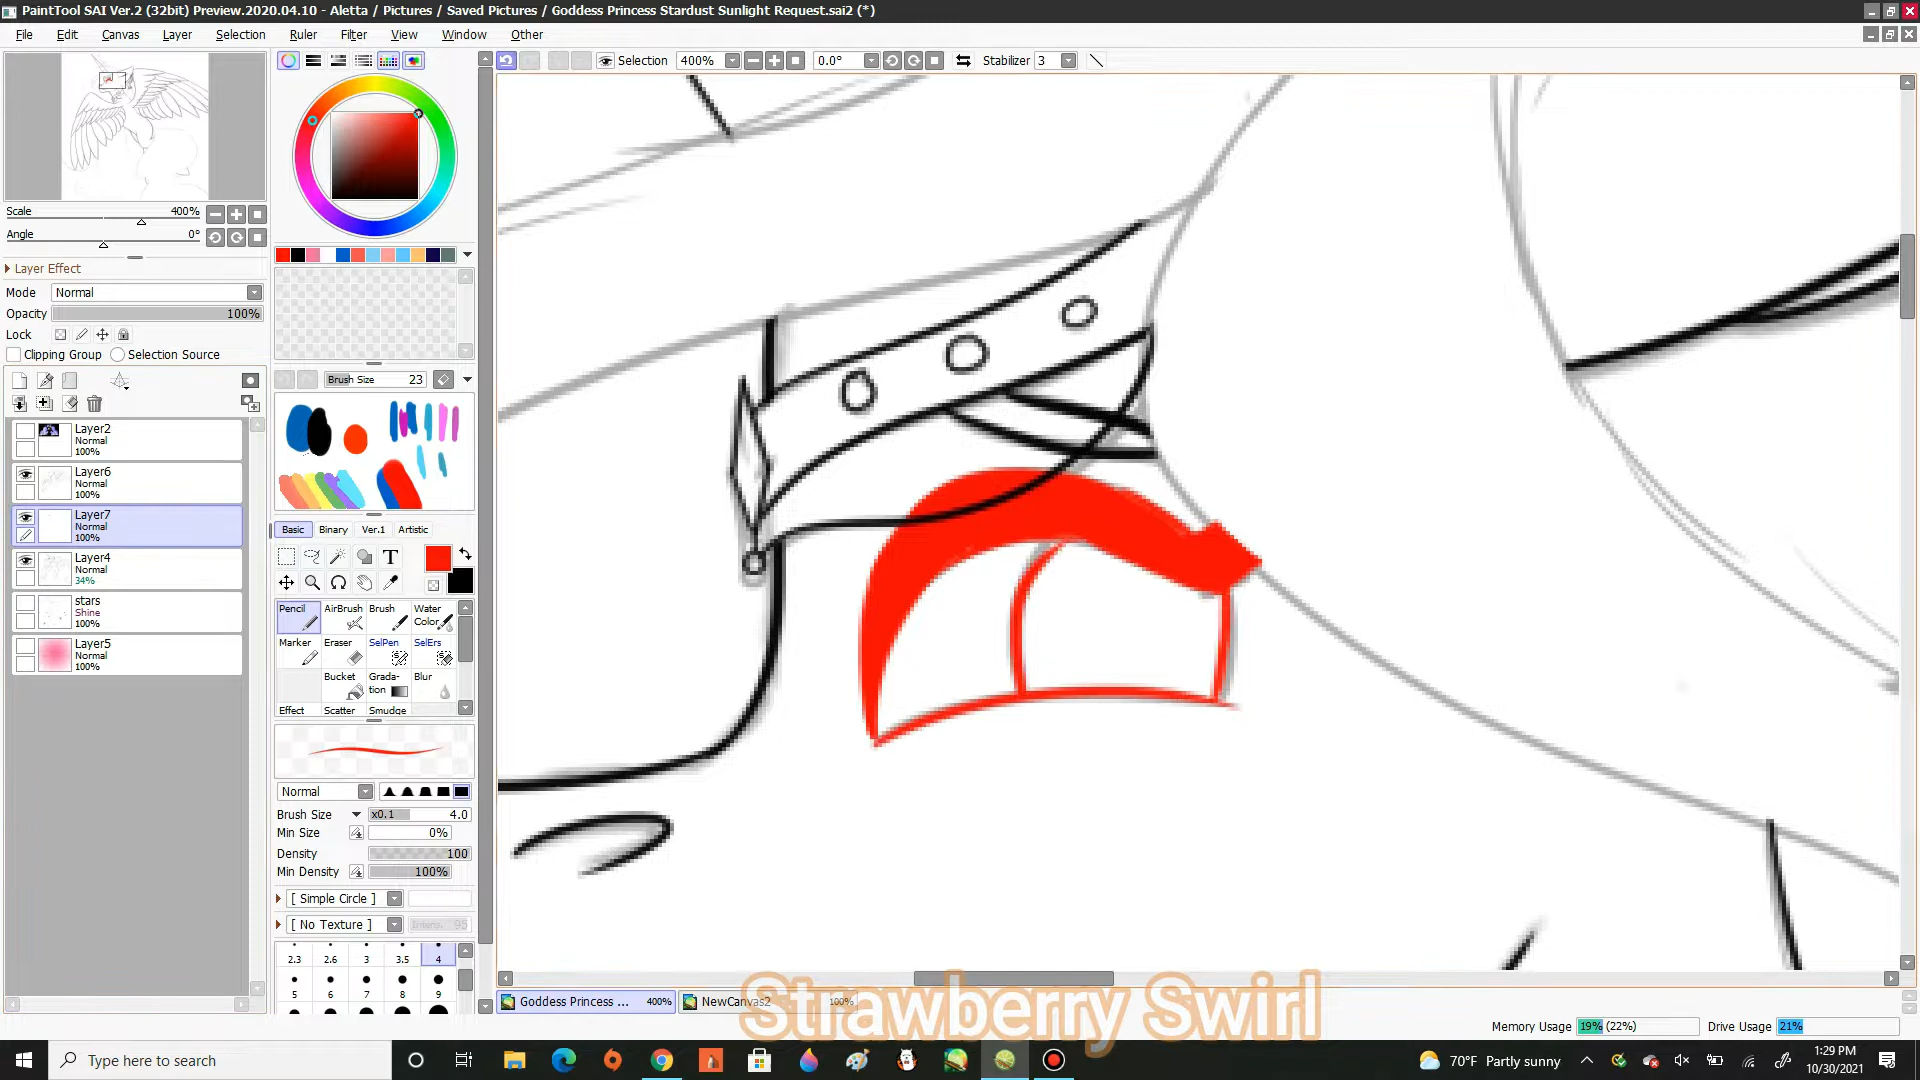 PaintTool SAI Ver.2 (32bit) Preview.2020.04.10 - Aletta / Pictures / Saved Pictures / Goddess Princess Stardust Sunlight Request.sai2 (*)
File Edit Canvas Layer Selection Ruler Filter View Window Other
Selection 400% 0.0° Stabilizer 3
Scale 400%
Angle 0°
Layer Effect
Mode Normal
Opacity 100%
Lock
Clipping Group Selection Source
Layer2
Normal
100%
Layer6
Normal
100%
Layer7
Normal
100%
Layer4
Normal
34%
stars
Shine
100%
Layer5
Normal
100%
Brush Size 23
Basic Binary Ver.1 Artistic
T
Pencil AirBrush Brush Water Color
Marker Eraser SelPen SelErs
Bucket Grada-tion Blur
Effect Scatter Smudge
Normal
Brush Size x0.1 4.0
Min Size 0%
Density 100
Min Density 100%
[ Simple Circle ]
[ No Texture ] Intens. 95
2.3 2.6 3 3.5 4
5 6 7 8 9
Goddess Princess ... 400% NewCanvas2 100%
Strawberry Swirl
Memory Usage 19% (22%) Drive Usage 21%
Type here to search
70°F Partly sunny
1:29 PM
10/30/2021